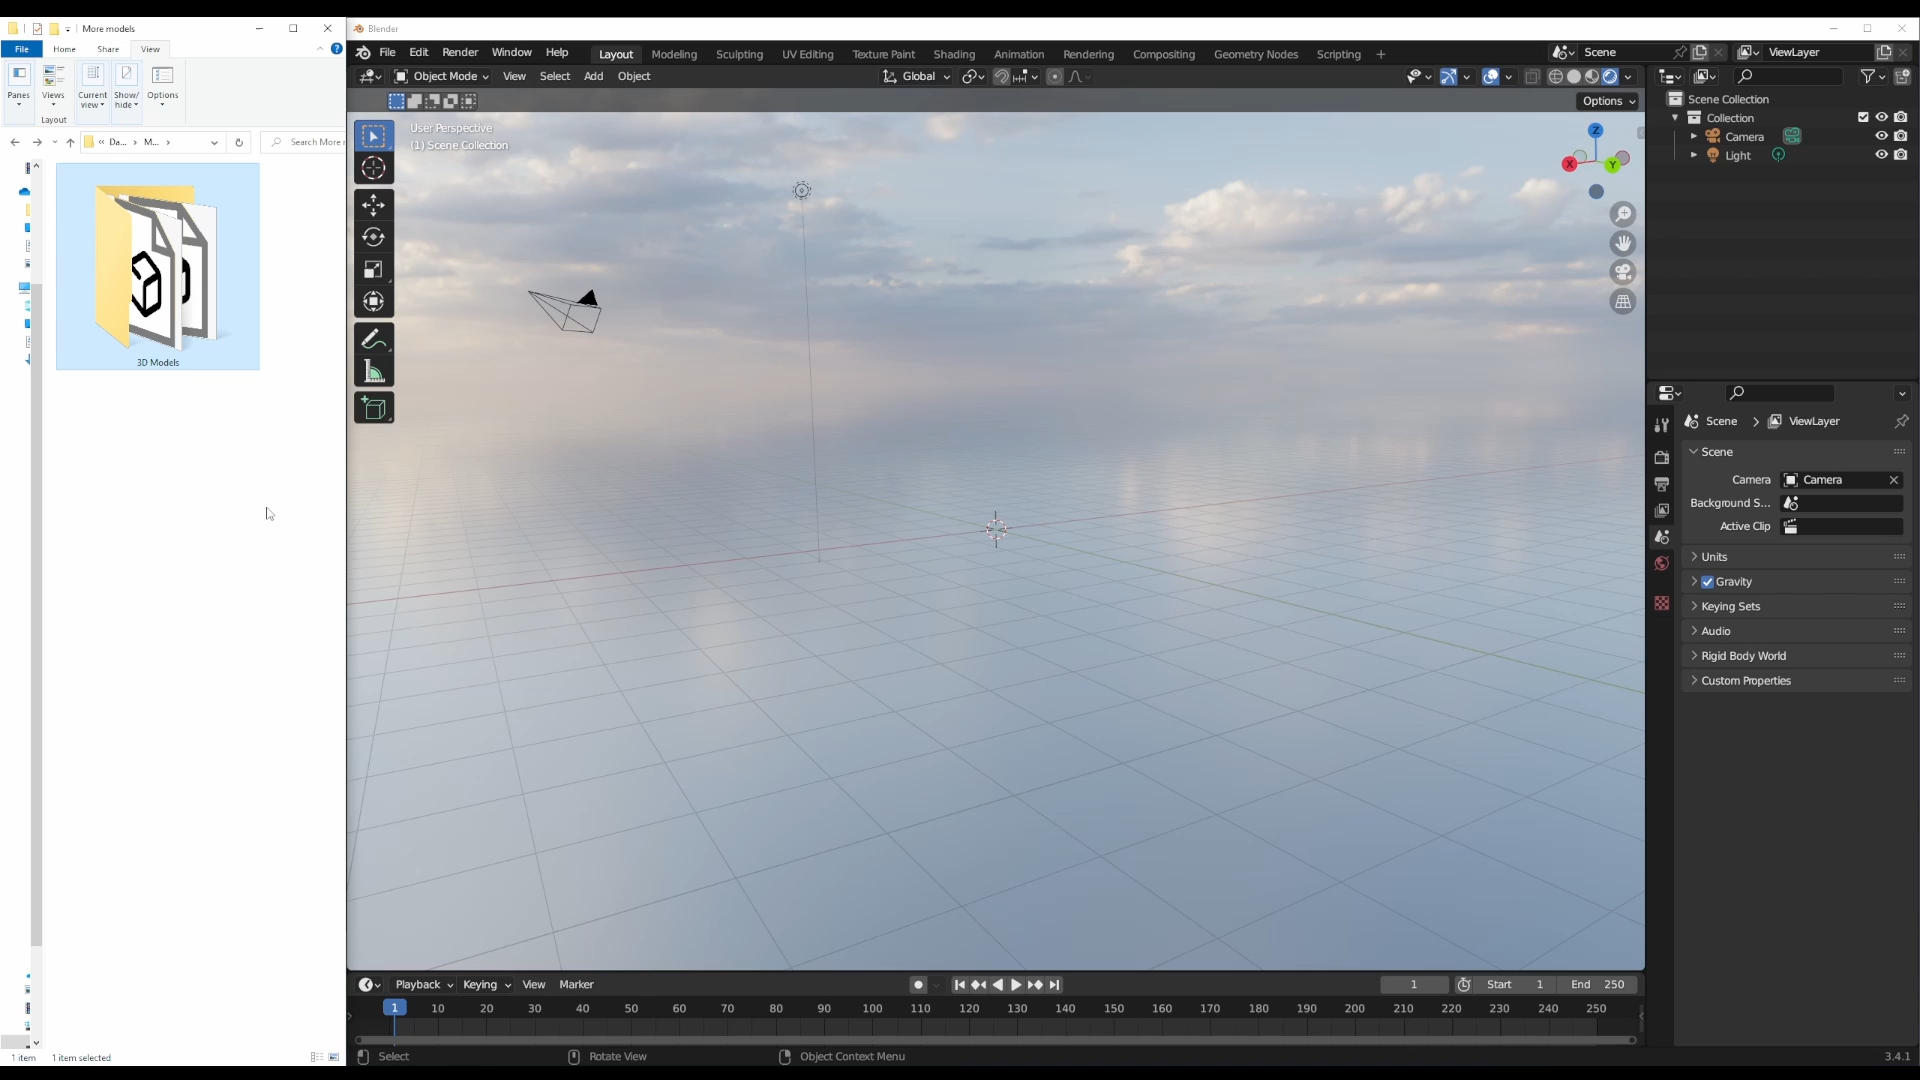 More models
File Home Share View
Panes Views Current view Show/ hide Options
Layout
« Da... › M... ›
Search More r
3D Models
1 item 1 item selected
Blender
File Edit Render Window Help
Layout Modeling Sculpting UV Editing Texture Paint Shading Animation Rendering Compositing Geometry Nodes Scripting +
Scene
ViewLayer
Object Mode View Select Add Object
Global
Options
User Perspective
(1) Scene Collection
Z
X
Y
Scene Collection
Collection
Camera
Light
Scene > ViewLayer
Scene
Camera Camera
Background S...
Active Clip
Units
Gravity
Keying Sets
Audio
Rigid Body World
Custom Properties
Playback Keying View Marker
1 Start 1 End 250
1 10 20 30 40 50 60 70 80 90 100 110 120 130 140 150 160 170 180 190 200 210 220 230 240 250
Select Rotate View Object Context Menu
3.4.1